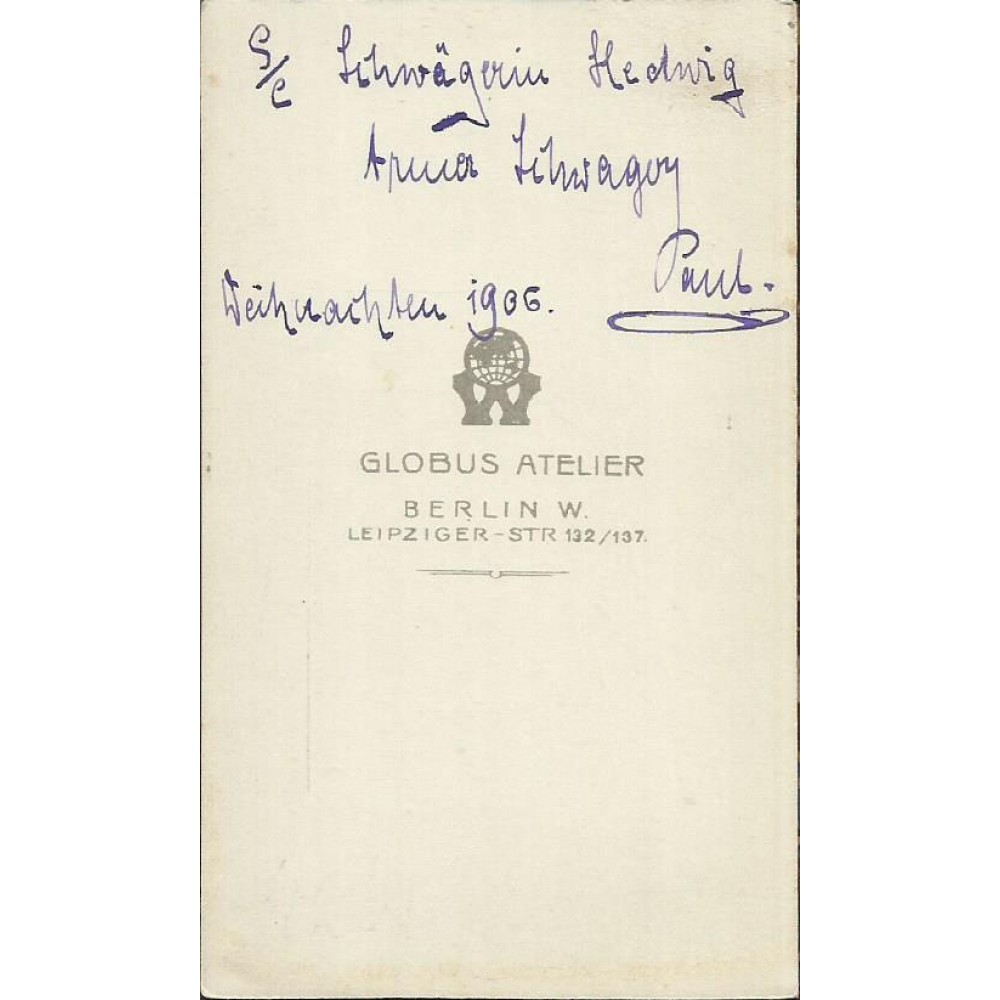 Schwägerin Hedwig
Schwager
Paul.
Weihnachten 1906.
GLOBUS ATELIER
BERLIN W.
LEIPZIGER-STR 132/137.